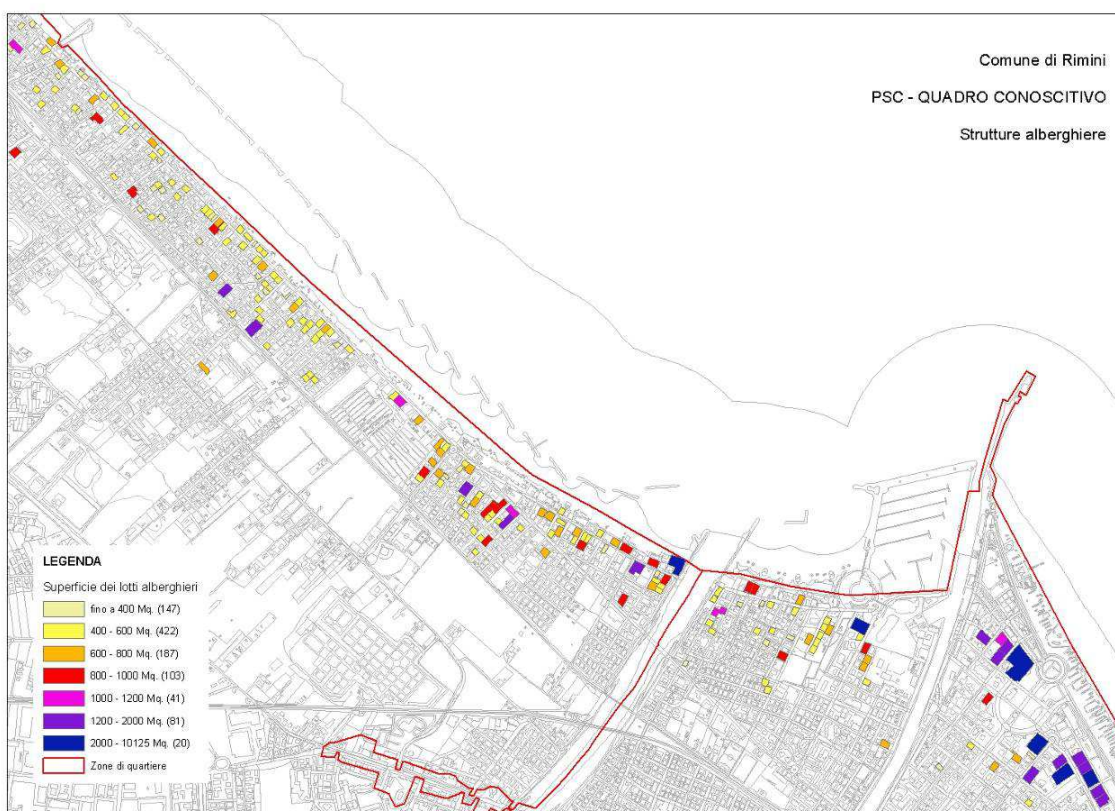 Comune di Rimini
PSC - QUADRO CONOSCITIVO
Strutture alberghiere
LEGENDA
Superficie dei lotti alberghieri
fino a 400 Mq. (147)
400 - 600 Mq. (422)
600 - 800 Mq. (187)
800 - 1000 Mq. (103)
1000 - 1200 Mq. (41)
1200 - 2000 Mq. (81)
2000 - 10125 Mq. (20)
Zone di quartiere